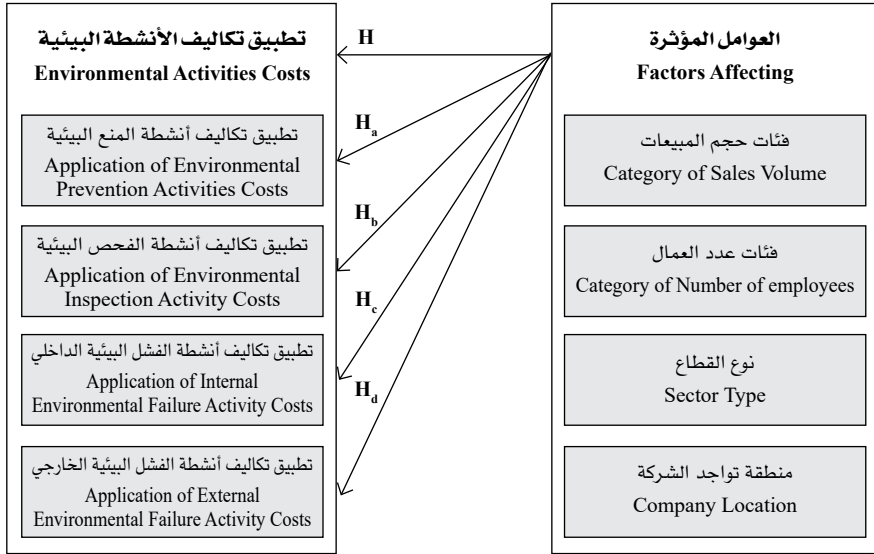 تطبيق تكاليف الأنشطة البيئية
Environmental Activities Costs
تطبيق تكاليف أنشطة المنع البيئية
Application of Environmental
Prevention Activities Costs
تطبيق تكاليف أنشطة الفحص البيئية
Application of Environmental
Inspection Activity Costs
تطبيق تكاليف أنشطة الفشل البيئية الداخلي
Application of Internal
Environmental Failure Activity Costs
تطبيق تكاليف أنشطة الفشل البيئية الخارجي
Application of External
Environmental Failure Activity Costs
H
H_a
H_b
H_c
H_d
العوامل المؤثرة
Factors Affecting
فئات حجم المبيعات
Category of Sales Volume
فئات عدد العمال
Category of Number of employees
نوع القطاع
Sector Type
منطقة تواجد الشركة
Company Location